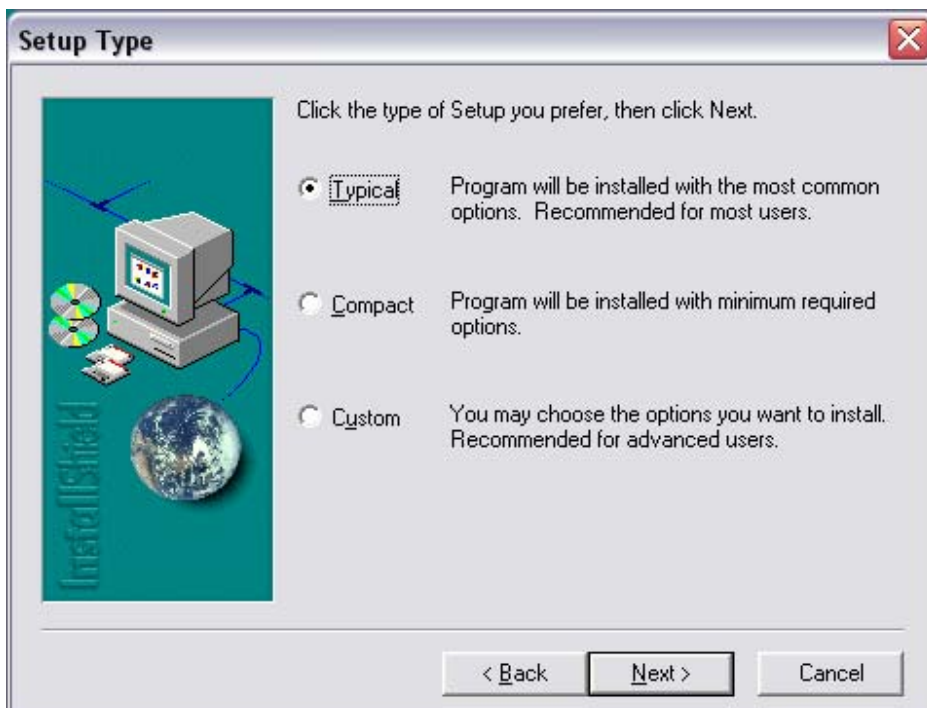 Setup Type
Click the type of Setup you prefer, then click Next.
Typical
Program will be installed with the most common
options. Recommended for most users.
Compact
Program will be installed with minimum required
options.
Custom
You may choose the options you want to install.
Recommended for advanced users.
InstallShield
< Back
Next >
Cancel